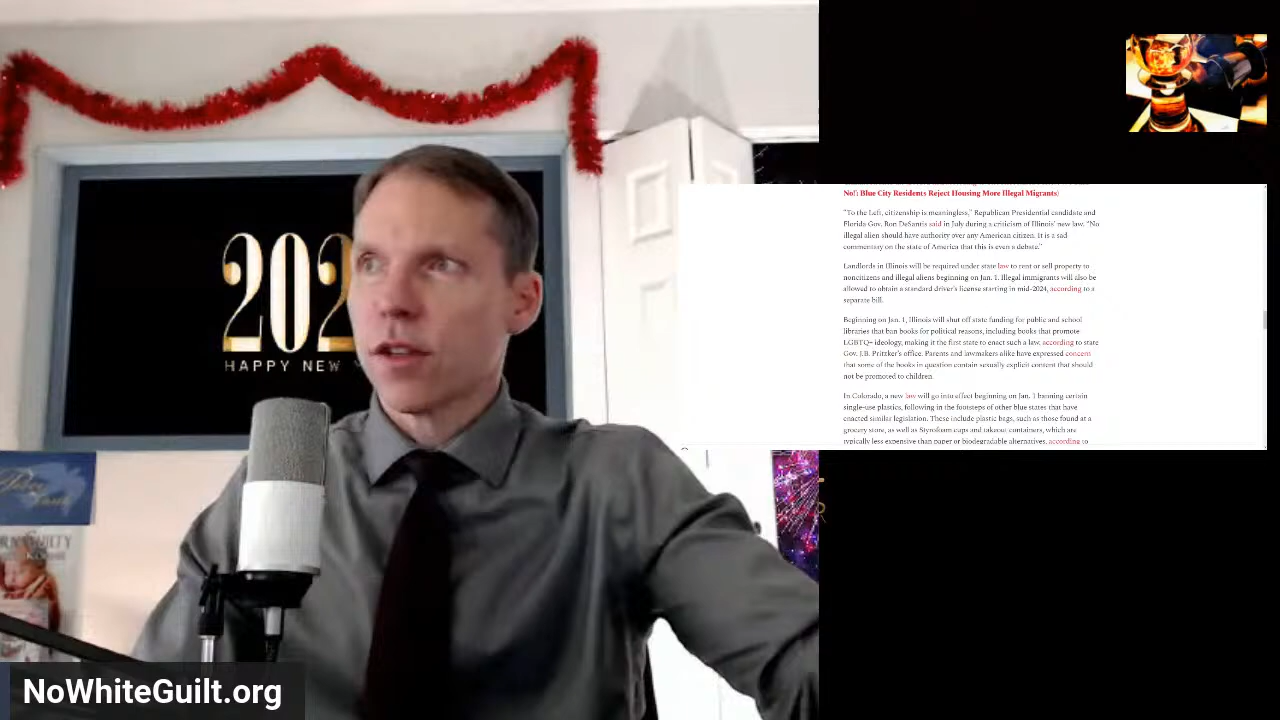 202
HAPPY NEW
No!: Blue City Residents Reject Housing More Illegal Migrants)
"To the Left, citizenship is meaningless," Republican Presidential candidate and
Florida Gov. Ron DeSantis said in July during a criticism of Illinois' new law. "No
illegal alien should have authority over any American citizen. It is a sad
commentary on the state of America that this is even a debate."
Landlords in Illinois will be required under state law to rent or sell property to
noncitizens and illegal aliens beginning on Jan. 1. Illegal immigrants will also be
allowed to obtain a standard driver's license starting in mid-2024, according to a
separate bill.
Beginning on Jan. 1, Illinois will shut off state funding for public and school
libraries that ban books for political reasons, including books that promote
LGBTQ+ ideology, making it the first state to enact such a law, according to state
Gov. J.B. Pritzker's office. Parents and lawmakers alike have expressed concern
that some of the books in question contain sexually explicit content that should
not be promoted to children.
In Colorado, a new law will go into effect beginning on Jan. 1 banning certain
single-use plastics, following in the footsteps of other blue states that have
enacted similar legislation. These include plastic bags, such as those found at a
grocery store, as well as Styrofoam cups and takeout containers, which are
typically less expensive than paper or biodegradable alternatives, according to
NoWhiteGuilt.org